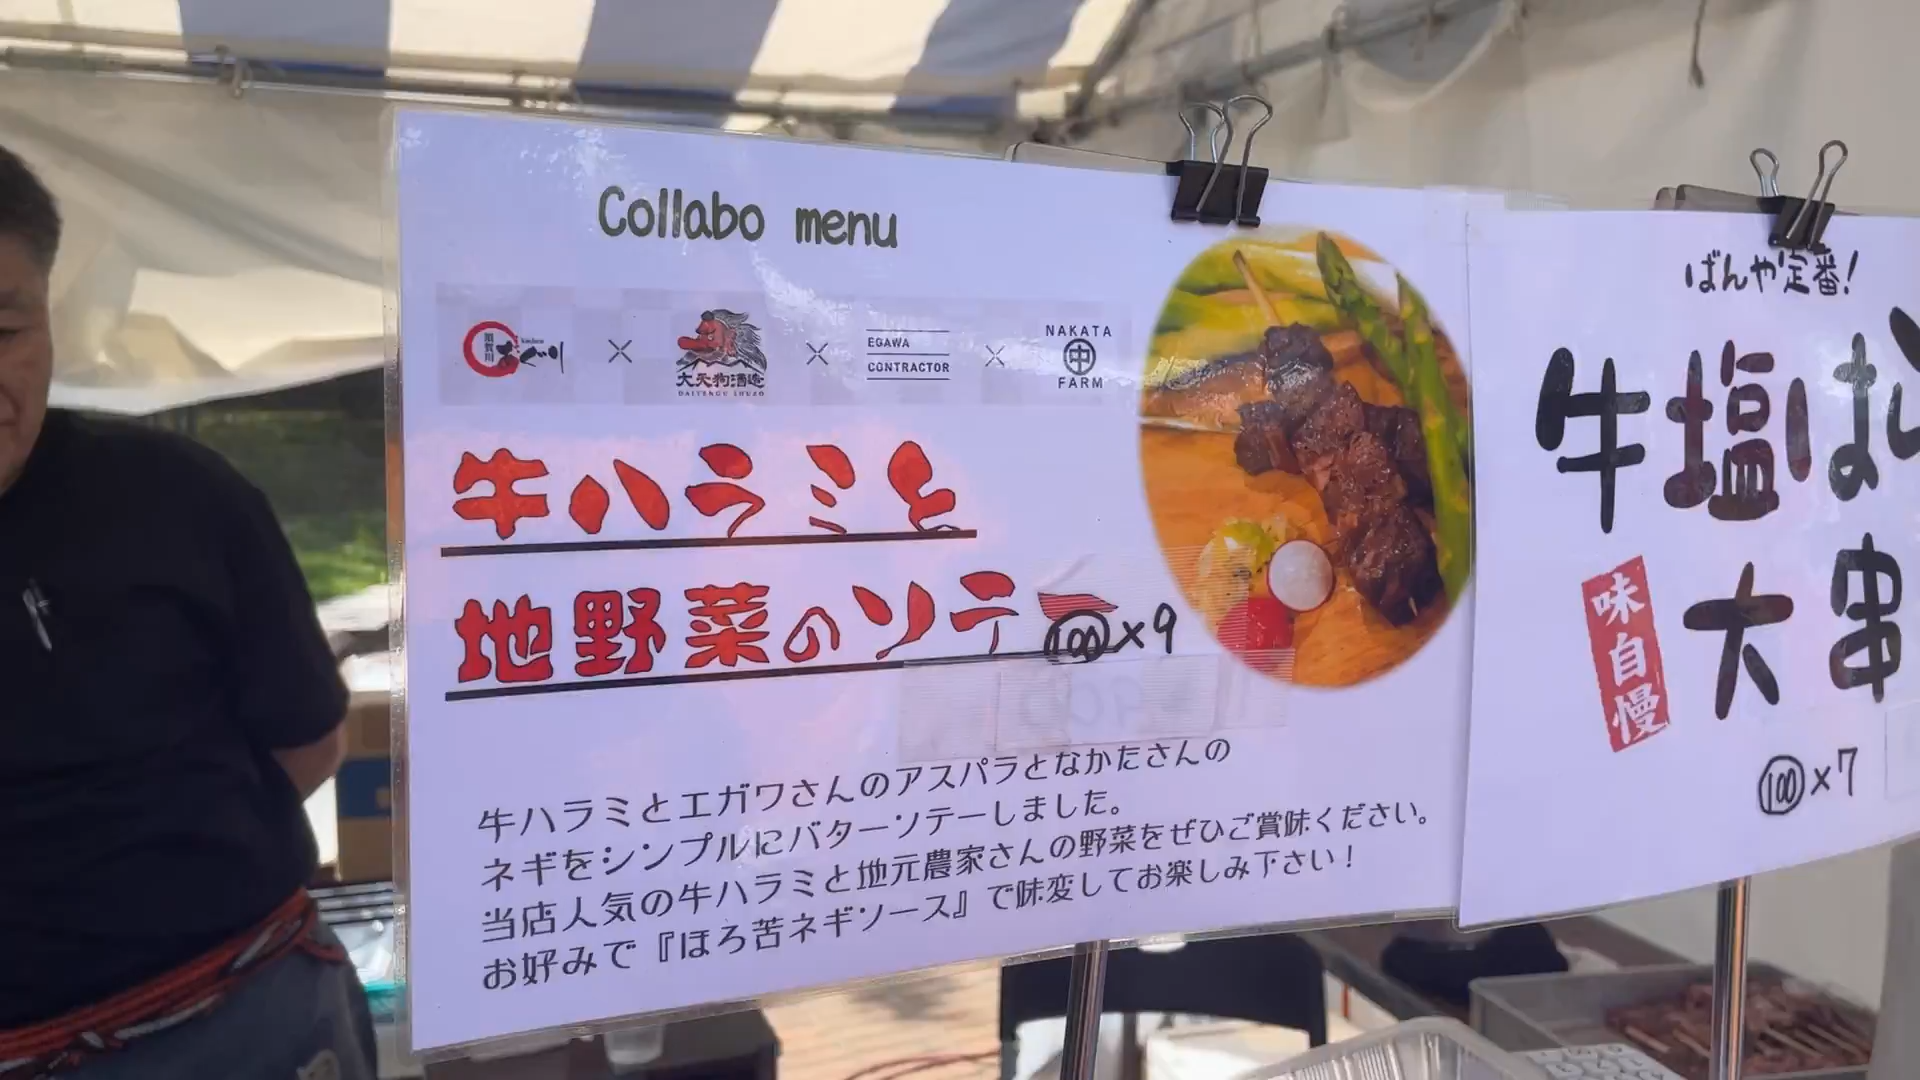 Collabo menu
須賀川
kitchen
×
大天狗酒造
DAITENGU SHUZO
×
EGAWA
CONTRACTOR
×
NAKATA
中
FARM
牛ハラミと
地野菜のソテー
100×9
牛ハラミとエガワさんのアスパラとなかたさんの
ネギをシンプルにバターソテーしました。
当店人気の牛ハラミと地元農家さんの野菜をぜひご賞味ください。
お好みで『ほろ苦ネギソース』で味変してお楽しみ下さい！
ばんや定番!
牛塩は
大串
味自慢
100×7